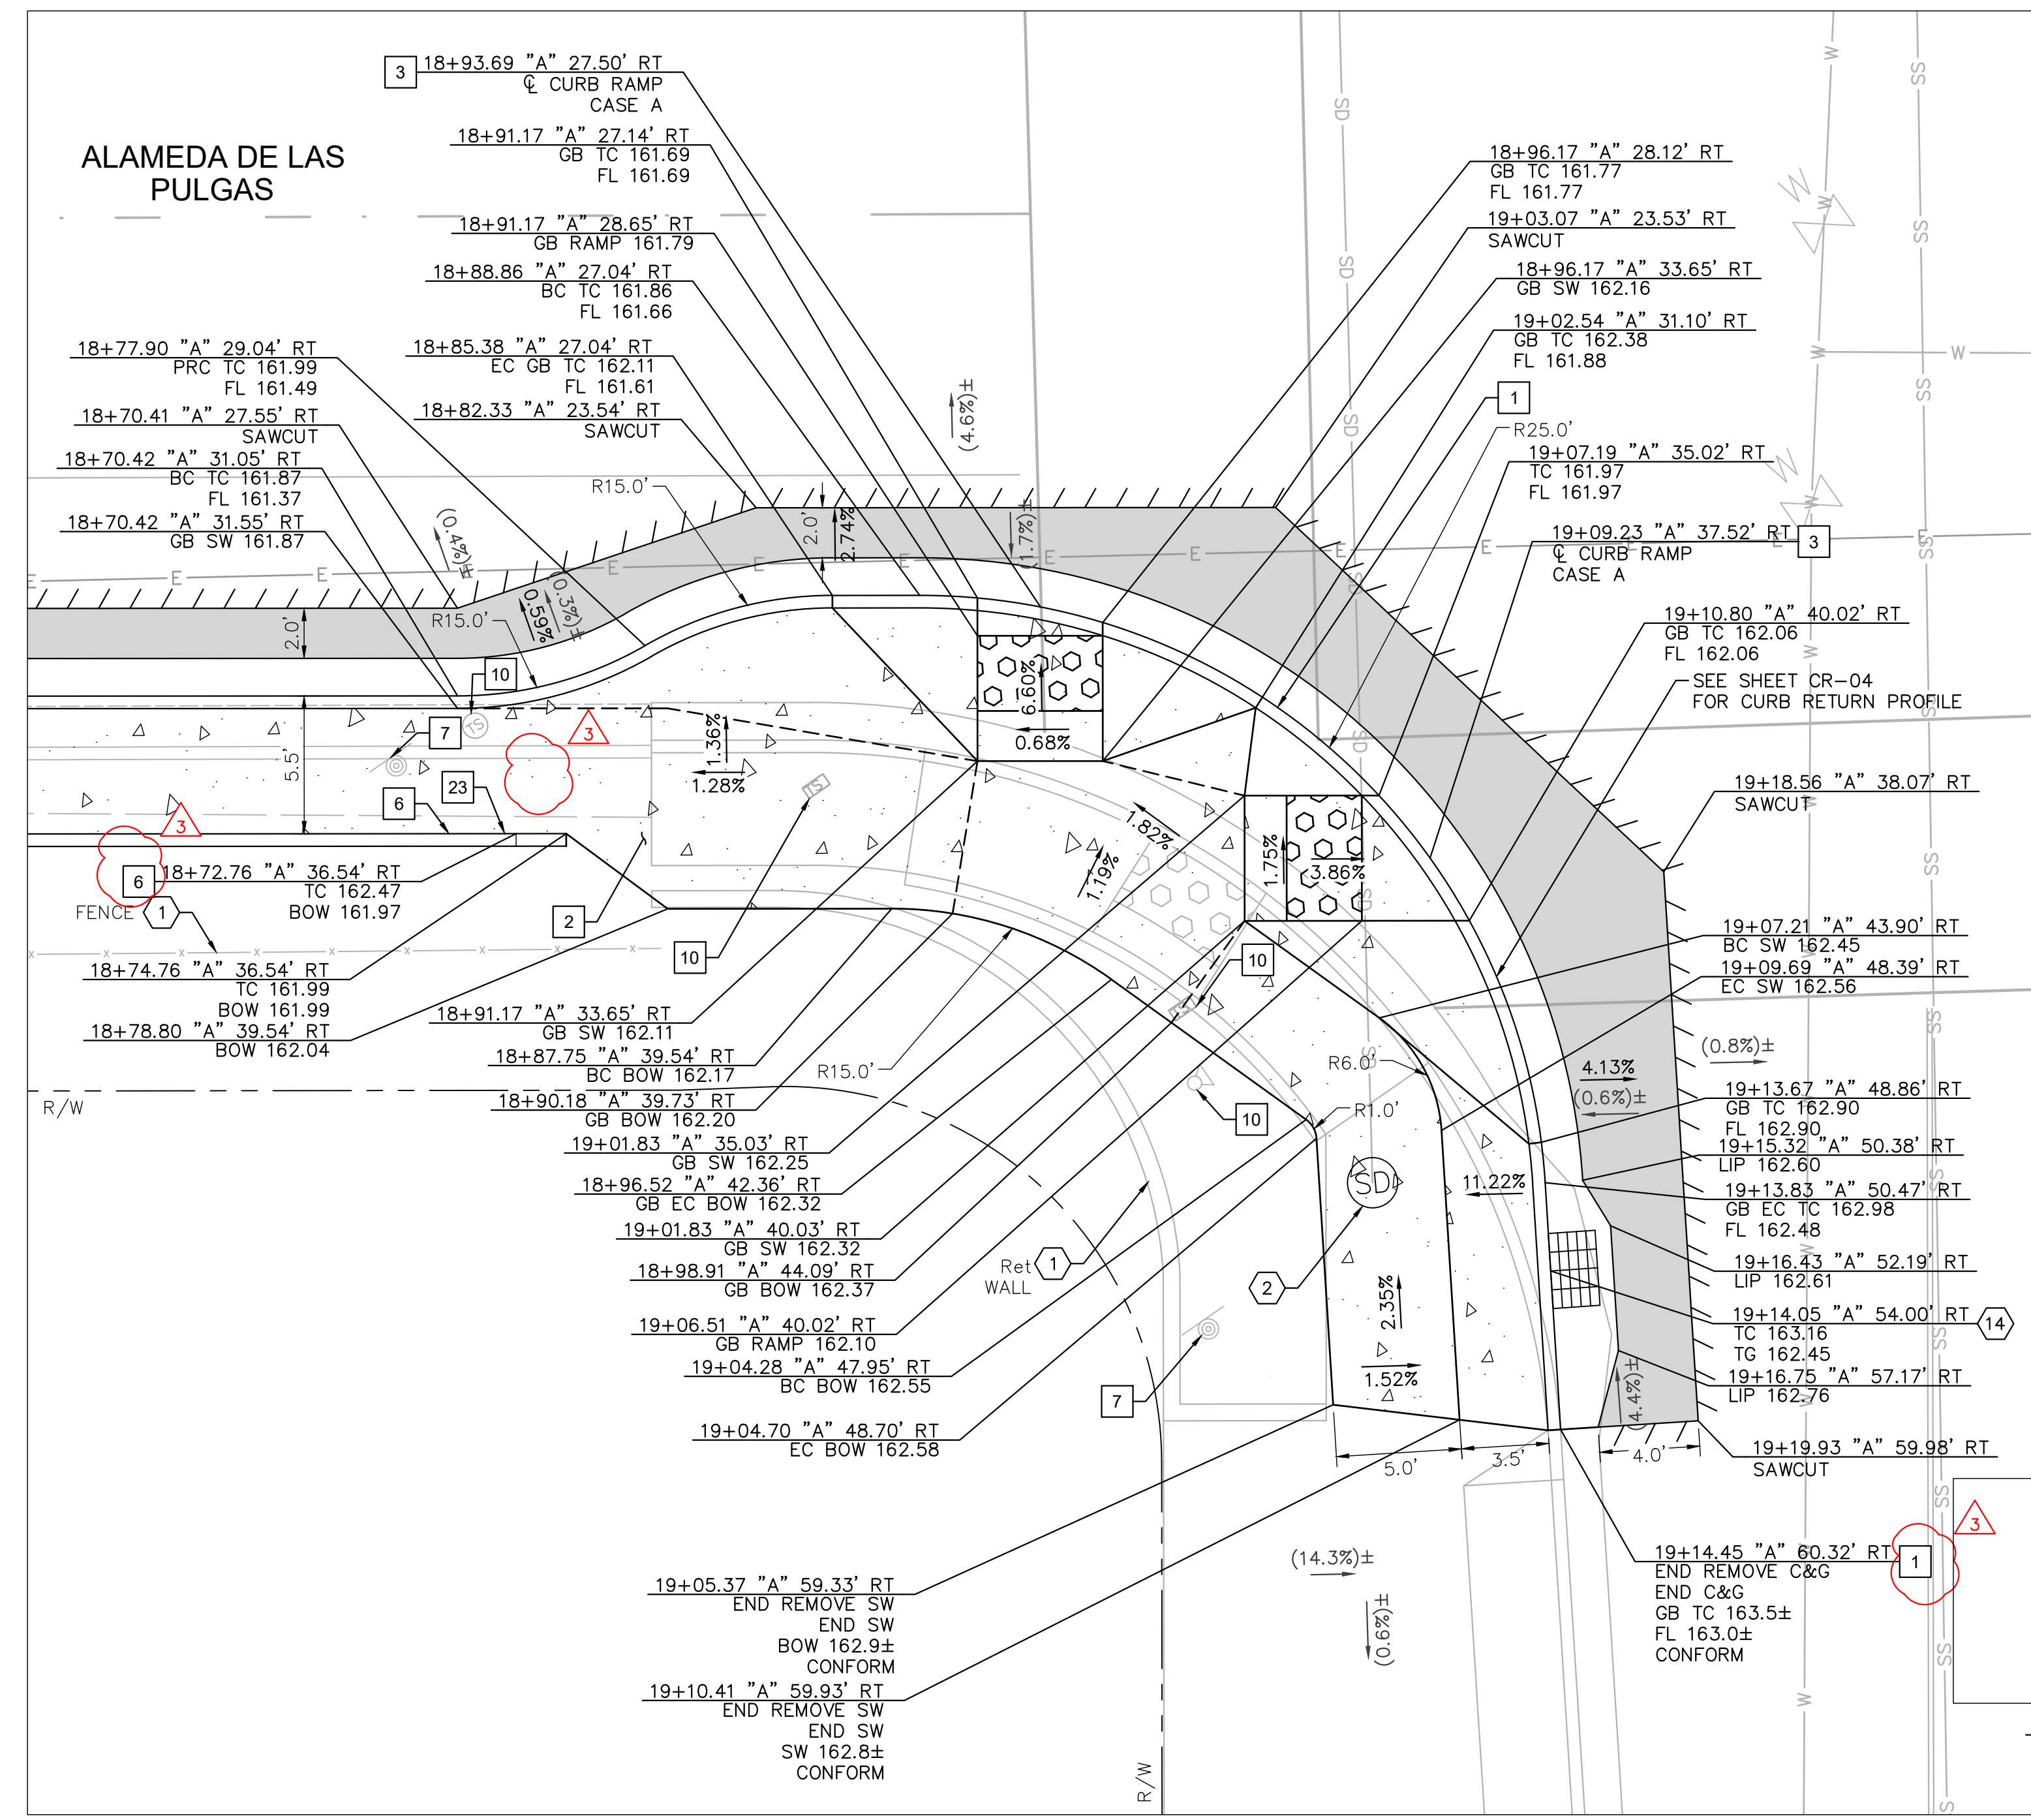 ALAMEDA DE LAS
PULGAS
3
18+93.69 "A" 27.50' RT
℄ CURB RAMP
CASE A
18+91.17 "A" 27.14' RT
GB TC 161.69
FL 161.69
18+91.17 "A" 28.65' RT
GB RAMP 161.79
18+88.86 "A" 27.04' RT
BC TC 161.86
FL 161.66
18+77.90 "A" 29.04' RT
PRC TC 161.99
FL 161.49
18+85.38 "A" 27.04' RT
EC GB TC 162.11
FL 161.61
18+70.41 "A" 27.55' RT
SAWCUT
18+82.33 "A" 23.54' RT
SAWCUT
18+70.42 "A" 31.05' RT
BC TC 161.87
FL 161.37
18+70.42 "A" 31.55' RT
GB SW 161.87
18+96.17 "A" 28.12' RT
GB TC 161.77
FL 161.77
19+03.07 "A" 23.53' RT
SAWCUT
18+96.17 "A" 33.65' RT
GB SW 162.16
19+02.54 "A" 31.10' RT
GB TC 162.38
FL 161.88
1
R25.0'
19+07.19 "A" 35.02' RT
TC 161.97
FL 161.97
19+09.23 "A" 37.52' RT
℄ CURB RAMP
CASE A
3
19+10.80 "A" 40.02' RT
GB TC 162.06
FL 162.06
SEE SHEET CR-04
FOR CURB RETURN PROFILE
19+18.56 "A" 38.07' RT
SAWCUT
19+07.21 "A" 43.90' RT
BC SW 162.45
19+09.69 "A" 48.39' RT
EC SW 162.56
(0.8%)±
4.13%
(0.6%)±
19+13.67 "A" 48.86' RT
GB TC 162.90
FL 162.90
19+15.32 "A" 50.38' RT
LIP 162.60
19+13.83 "A" 50.47' RT
GB EC TC 162.98
FL 162.48
19+16.43 "A" 52.19' RT
LIP 162.61
19+14.05 "A" 54.00' RT
TC 163.16
TG 162.45
14
19+16.75 "A" 57.17' RT
LIP 162.76
19+19.93 "A" 59.98' RT
SAWCUT
19+14.45 "A" 60.32' RT
END REMOVE C&G
END C&G
GB TC 163.5±
FL 163.0±
CONFORM
1
3
(4.6%)±
R15.0'
2.0'
2.74%
(1.7%)±
(0.4%)±
(0.3%)±
0.59%
R15.0'
2.0'
10
TS
7
3
5.5'
23
6
3
1.36%
1.28%
TS
6.60%
0.68%
1.82%
1.19%
1.75%
3.86%
6
18+72.76 "A" 36.54' RT
TC 162.47
BOW 161.97
FENCE
1
2
10
18+74.76 "A" 36.54' RT
TC 161.99
BOW 161.99
18+78.80 "A" 39.54' RT
BOW 162.04
18+91.17 "A" 33.65' RT
GB SW 162.11
18+87.75 "A" 39.54' RT
BC BOW 162.17
18+90.18 "A" 39.73' RT
GB BOW 162.20
19+01.83 "A" 35.03' RT
GB SW 162.25
18+96.52 "A" 42.36' RT
GB EC BOW 162.32
19+01.83 "A" 40.03' RT
GB SW 162.32
18+98.91 "A" 44.09' RT
GB BOW 162.37
19+06.51 "A" 40.02' RT
GB RAMP 162.10
19+04.28 "A" 47.95' RT
BC BOW 162.55
19+04.70 "A" 48.70' RT
EC BOW 162.58
19+05.37 "A" 59.33' RT
END REMOVE SW
END SW
BOW 162.9±
CONFORM
19+10.41 "A" 59.93' RT
END REMOVE SW
END SW
SW 162.8±
CONFORM
R/W
R15.0'
10
10
R6.0'
R1.0'
SD
11.22%
Ret
WALL
1
2
2.35%
7
1.52%
(4.4%)±
5.0'
3.5'
4.0'
(14.3%)±
(0.6%)±
R/W
E
E
E
E
E
E
E
E
E
E
E
SD
SD
SD
SD
SD
SD
SD
W
W
W
W
W
W
W
W
W
W
W
SS
SS
SS
SS
SS
SS
SS
SS
SS
SS
SS